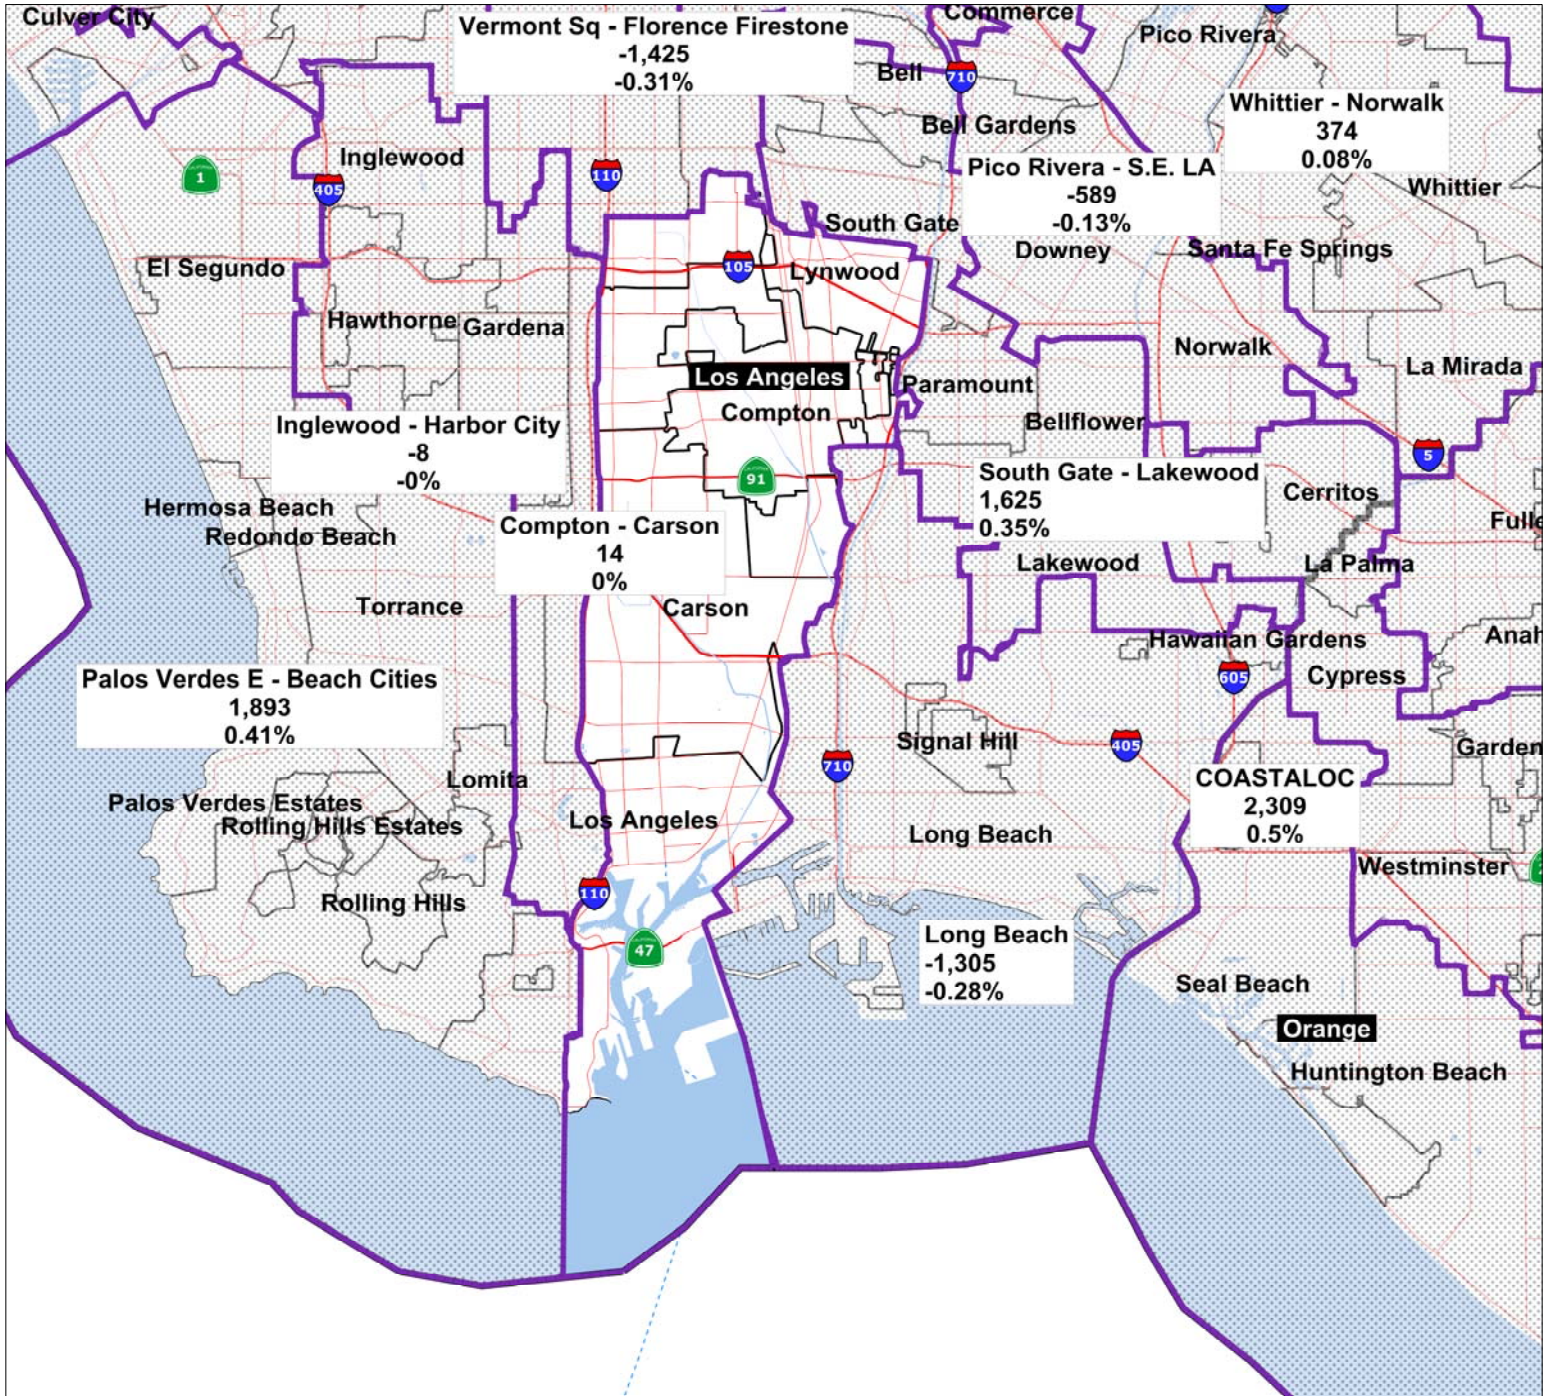 Culver City
Vermont Sq - Florence Firestone
-1,425
-0.31%
Commerce
Pico Rivera
Bell
710
Whittier - Norwalk
374
0.08%
Bell Gardens
Inglewood
1
405
110
Pico Rivera - S.E. LA
-589
-0.13%
Whittier
South Gate
Downey
Santa Fe Springs
El Segundo
105
Lynwood
Hawthorne
Gardena
Norwalk
La Mirada
Los Angeles
Paramount
Compton
Bellflower
Inglewood - Harbor City
-8
-0%
5
91
South Gate - Lakewood
1,625
0.35%
Cerritos
Hermosa Beach
Redondo Beach
Compton - Carson
14
0%
Fulle
Lakewood
La Palma
Torrance
Carson
Hawaiian Gardens
Anah
Palos Verdes E - Beach Cities
1,893
0.41%
605
Cypress
Signal Hill
405
Garden
710
Lomita
COASTALOC
2,309
0.5%
Palos Verdes Estates
Rolling Hills Estates
Los Angeles
Long Beach
Westminster
Rolling Hills
110
47
Long Beach
-1,305
-0.28%
Seal Beach
Orange
Huntington Beach